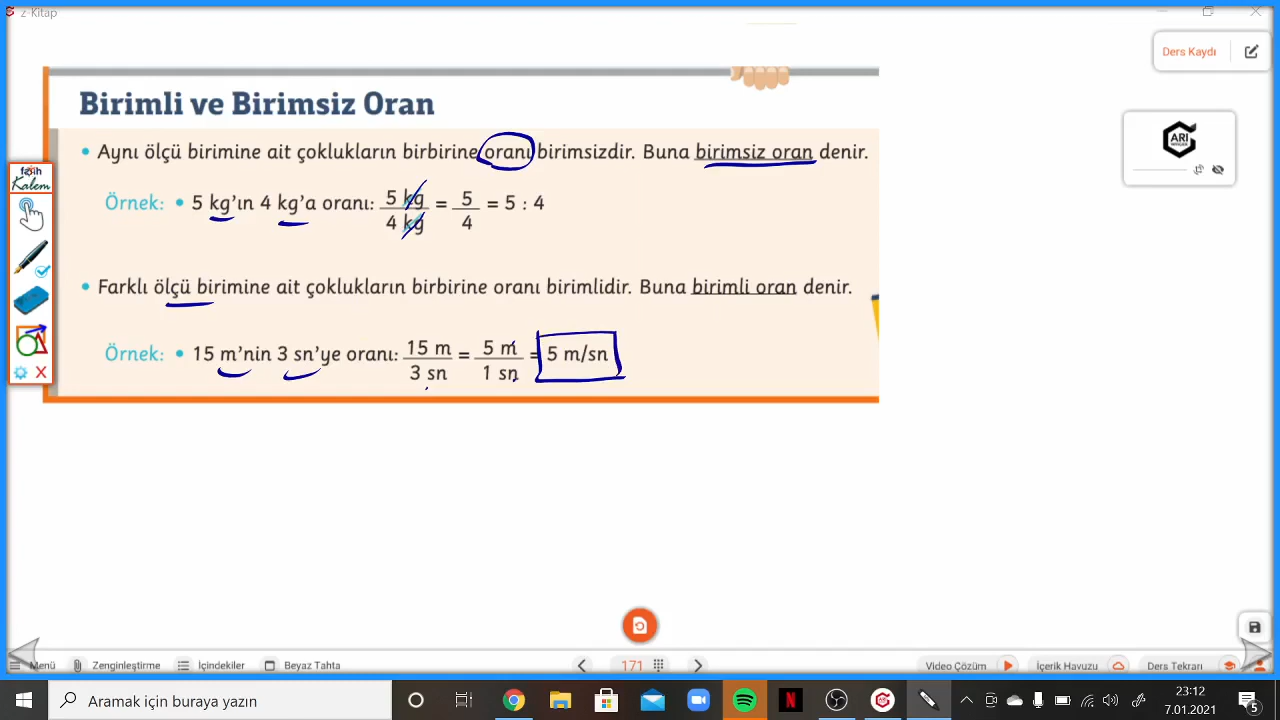 z-Kitap
Ders Kaydı
Birimli ve Birimsiz Oran
• Aynı ölçü birimine ait çoklukların birbirine oranı birimsizdir. Buna birimsiz oran denir.
ARI
fatih
Kalem
Örnek: • 5 kg'ın 4 kg'a oranı: 5 kg / 4 kg = 5 / 4 = 5 : 4
• Farklı ölçü birimine ait çoklukların birbirine oranı birimlidir. Buna birimli oran denir.
Örnek: • 15 m'nin 3 sn'ye oranı: 15 m / 3 sn = 5 m / 1 sn = 5 m/sn
Menü Zenginleştirme İçindekiler Beyaz Tahta 171 Video Çözüm İçerik Havuzu Ders Tekrarı
Aramak için buraya yazın
23:12
7.01.2021
5